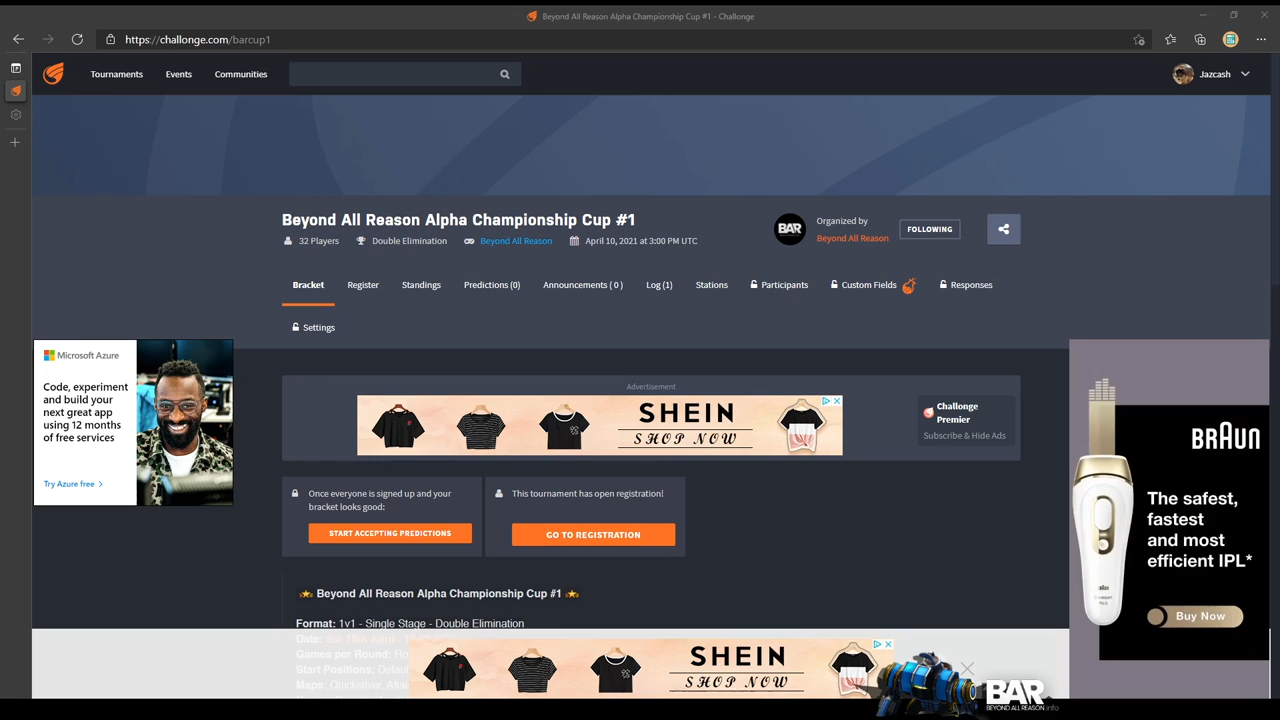 Beyond All Reason Alpha Championship Cup #1 - Challonge
https://challonge.com/barcup1
Tournaments
Events
Communities
Jazcash
Beyond All Reason Alpha Championship Cup #1
32 Players
Double Elimination
Beyond All Reason
April 10, 2021 at 3:00 PM UTC
BAR
Organized by
Beyond All Reason
FOLLOWING
Bracket
Register
Standings
Predictions (0)
Announcements ( 0 )
Log (1)
Stations
Participants
Custom Fields
Responses
Settings
Microsoft Azure
Code, experiment
and build your
next great app
using 12 months
of free services
Try Azure free >
Advertisement
SHEIN
SHOP NOW
Challonge
Premier
Subscribe & Hide Ads
BRAUN
The safest,
fastest
and most
efficient IPL*
Buy Now
Once everyone is signed up and your
bracket looks good:
START ACCEPTING PREDICTIONS
This tournament has open registration!
GO TO REGISTRATION
Beyond All Reason Alpha Championship Cup #1
Format: 1v1 - Single Stage - Double Elimination
Date: Sat 10th April
Games per Round:
Start Positions:
Maps: Quicksilver,
SHEIN
SHOP NOW
BAR
BEYOND ALL REASON.info